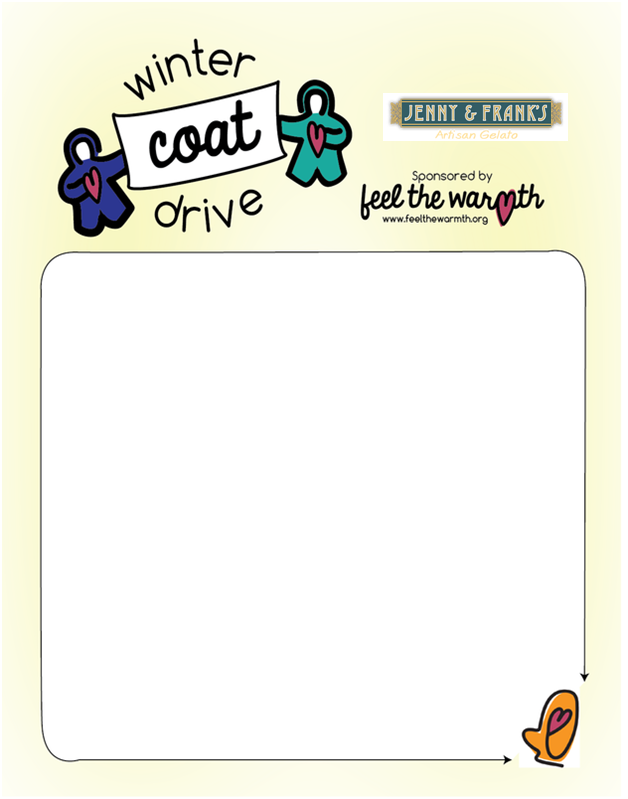 winter
coat
drive
JENNY & FRANK'S
Artisan Gelato
Sponsored by
feel the warmth
www.feelthewarmth.org